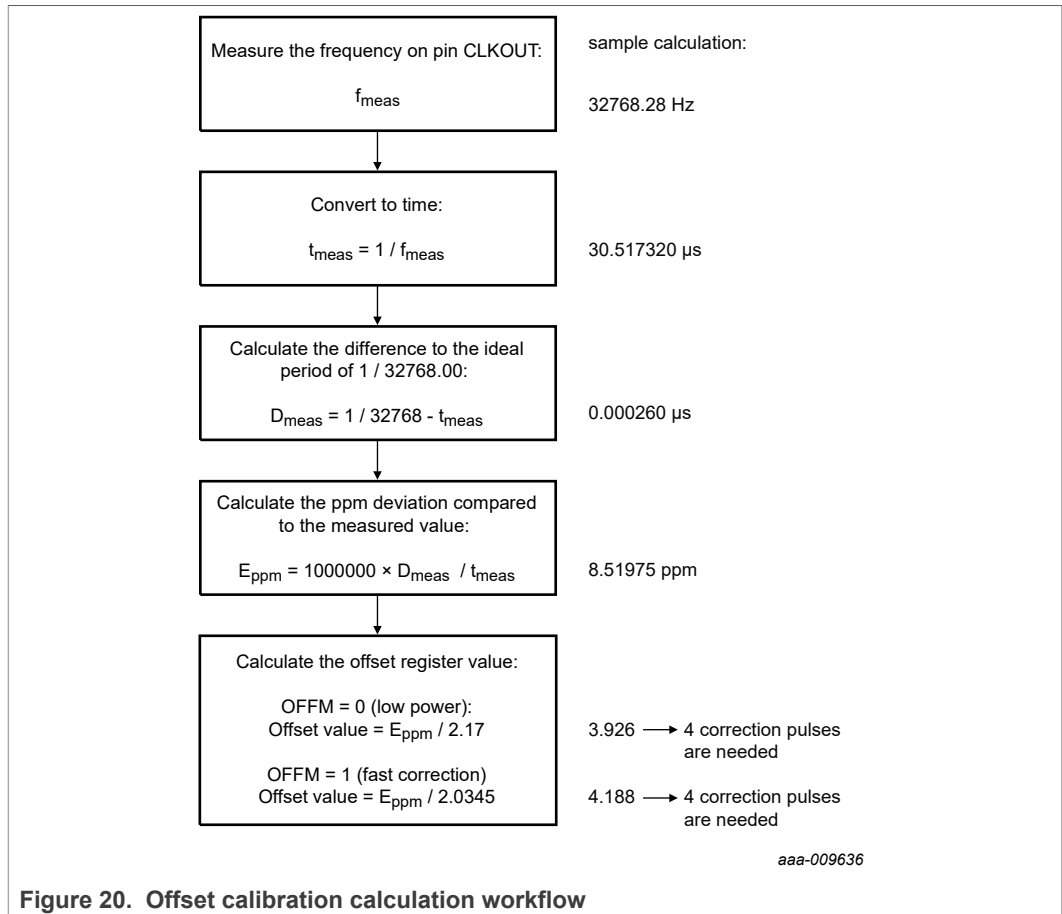 Measure the frequency on pin CLKOUT:
fmeas
sample calculation:
32768.28 Hz
Convert to time:
tmeas = 1 / fmeas
30.517320 µs
Calculate the difference to the ideal
period of 1 / 32768.00:
Dmeas = 1 / 32768 - tmeas
0.000260 µs
Calculate the ppm deviation compared
to the measured value:
Eppm = 1000000 × Dmeas / tmeas
8.51975 ppm
Calculate the offset register value:
OFFM = 0 (low power):
Offset value = Eppm / 2.17
3.926 → 4 correction pulses
are needed
OFFM = 1 (fast correction)
Offset value = Eppm / 2.0345
4.188 → 4 correction pulses
are needed
aaa-009636
Figure 20. Offset calibration calculation workflow